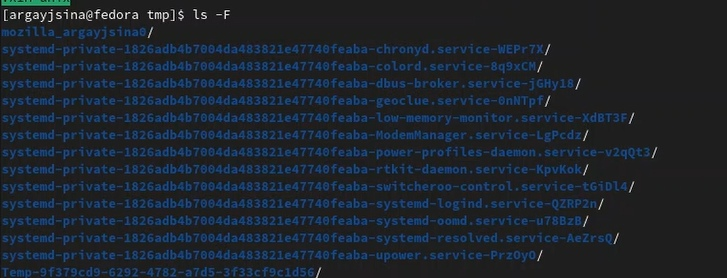 [argayjsina@fedora tmp]$ ls -F
mozilla_argayjsina0/
systemd-private-1826adb4b7004da483821e47740feaba-chronyd.service-WEPr7X/
systemd-private-1826adb4b7004da483821e47740feaba-colord.service-8q9xCM/
systemd-private-1826adb4b7004da483821e47740feaba-dbus-broker.service-jGHy18/
systemd-private-1826adb4b7004da483821e47740feaba-geoclue.service-0nNTpf/
systemd-private-1826adb4b7004da483821e47740feaba-low-memory-monitor.service-XdBT3F/
systemd-private-1826adb4b7004da483821e47740feaba-ModemManager.service-LgPcdz/
systemd-private-1826adb4b7004da483821e47740feaba-power-profiles-daemon.service-v2qQt3/
systemd-private-1826adb4b7004da483821e47740feaba-rtkit-daemon.service-KpvKok/
systemd-private-1826adb4b7004da483821e47740feaba-switcheroo-control.service-tGiDl4/
systemd-private-1826adb4b7004da483821e47740feaba-systemd-logind.service-QZRP2n/
systemd-private-1826adb4b7004da483821e47740feaba-systemd-oomd.service-u78BzB/
systemd-private-1826adb4b7004da483821e47740feaba-systemd-resolved.service-AeZrsQ/
systemd-private-1826adb4b7004da483821e47740feaba-upower.service-PrzOyO/
Temp-9f379cd9-6292-4782-a7d5-3f33cf9c1d56/